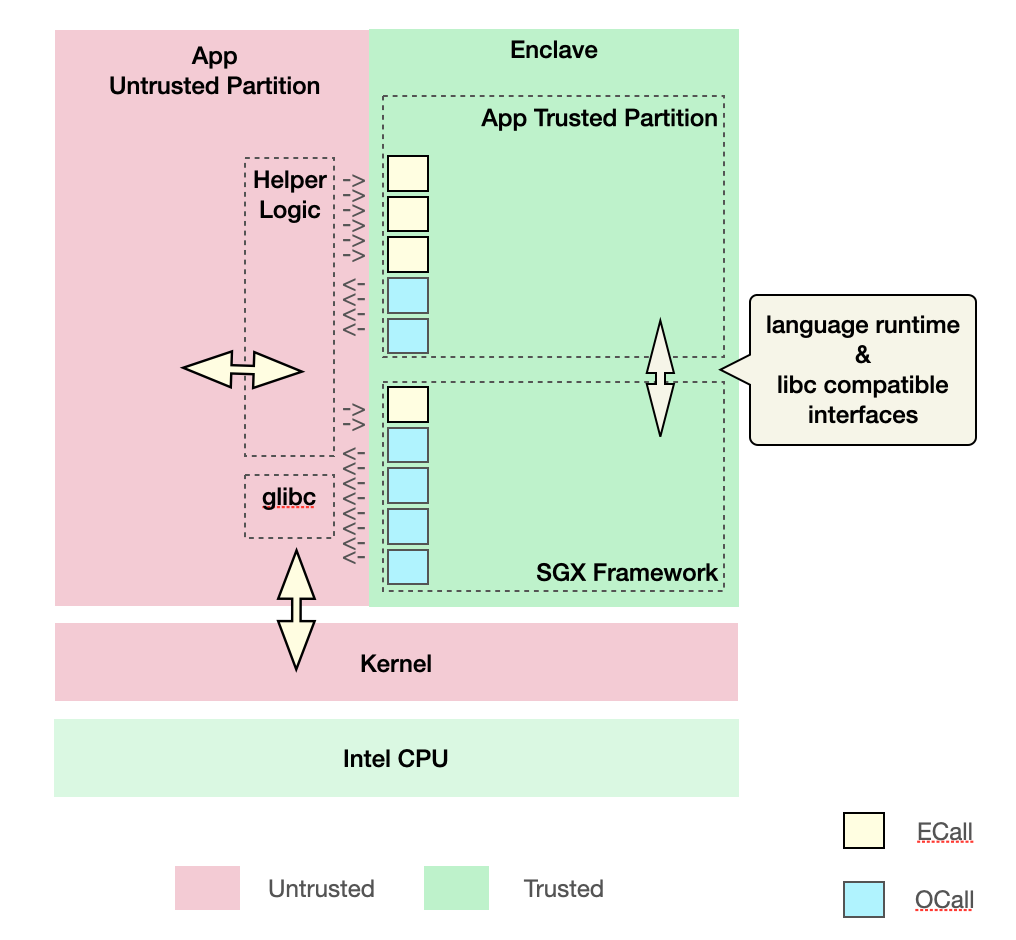 App
Untrusted Partition
Enclave
App Trusted Partition
Helper
Logic
language runtime
&
libc compatible
interfaces
glibc
SGX Framework
Kernel
Intel CPU
ECall
Untrusted
Trusted
OCall